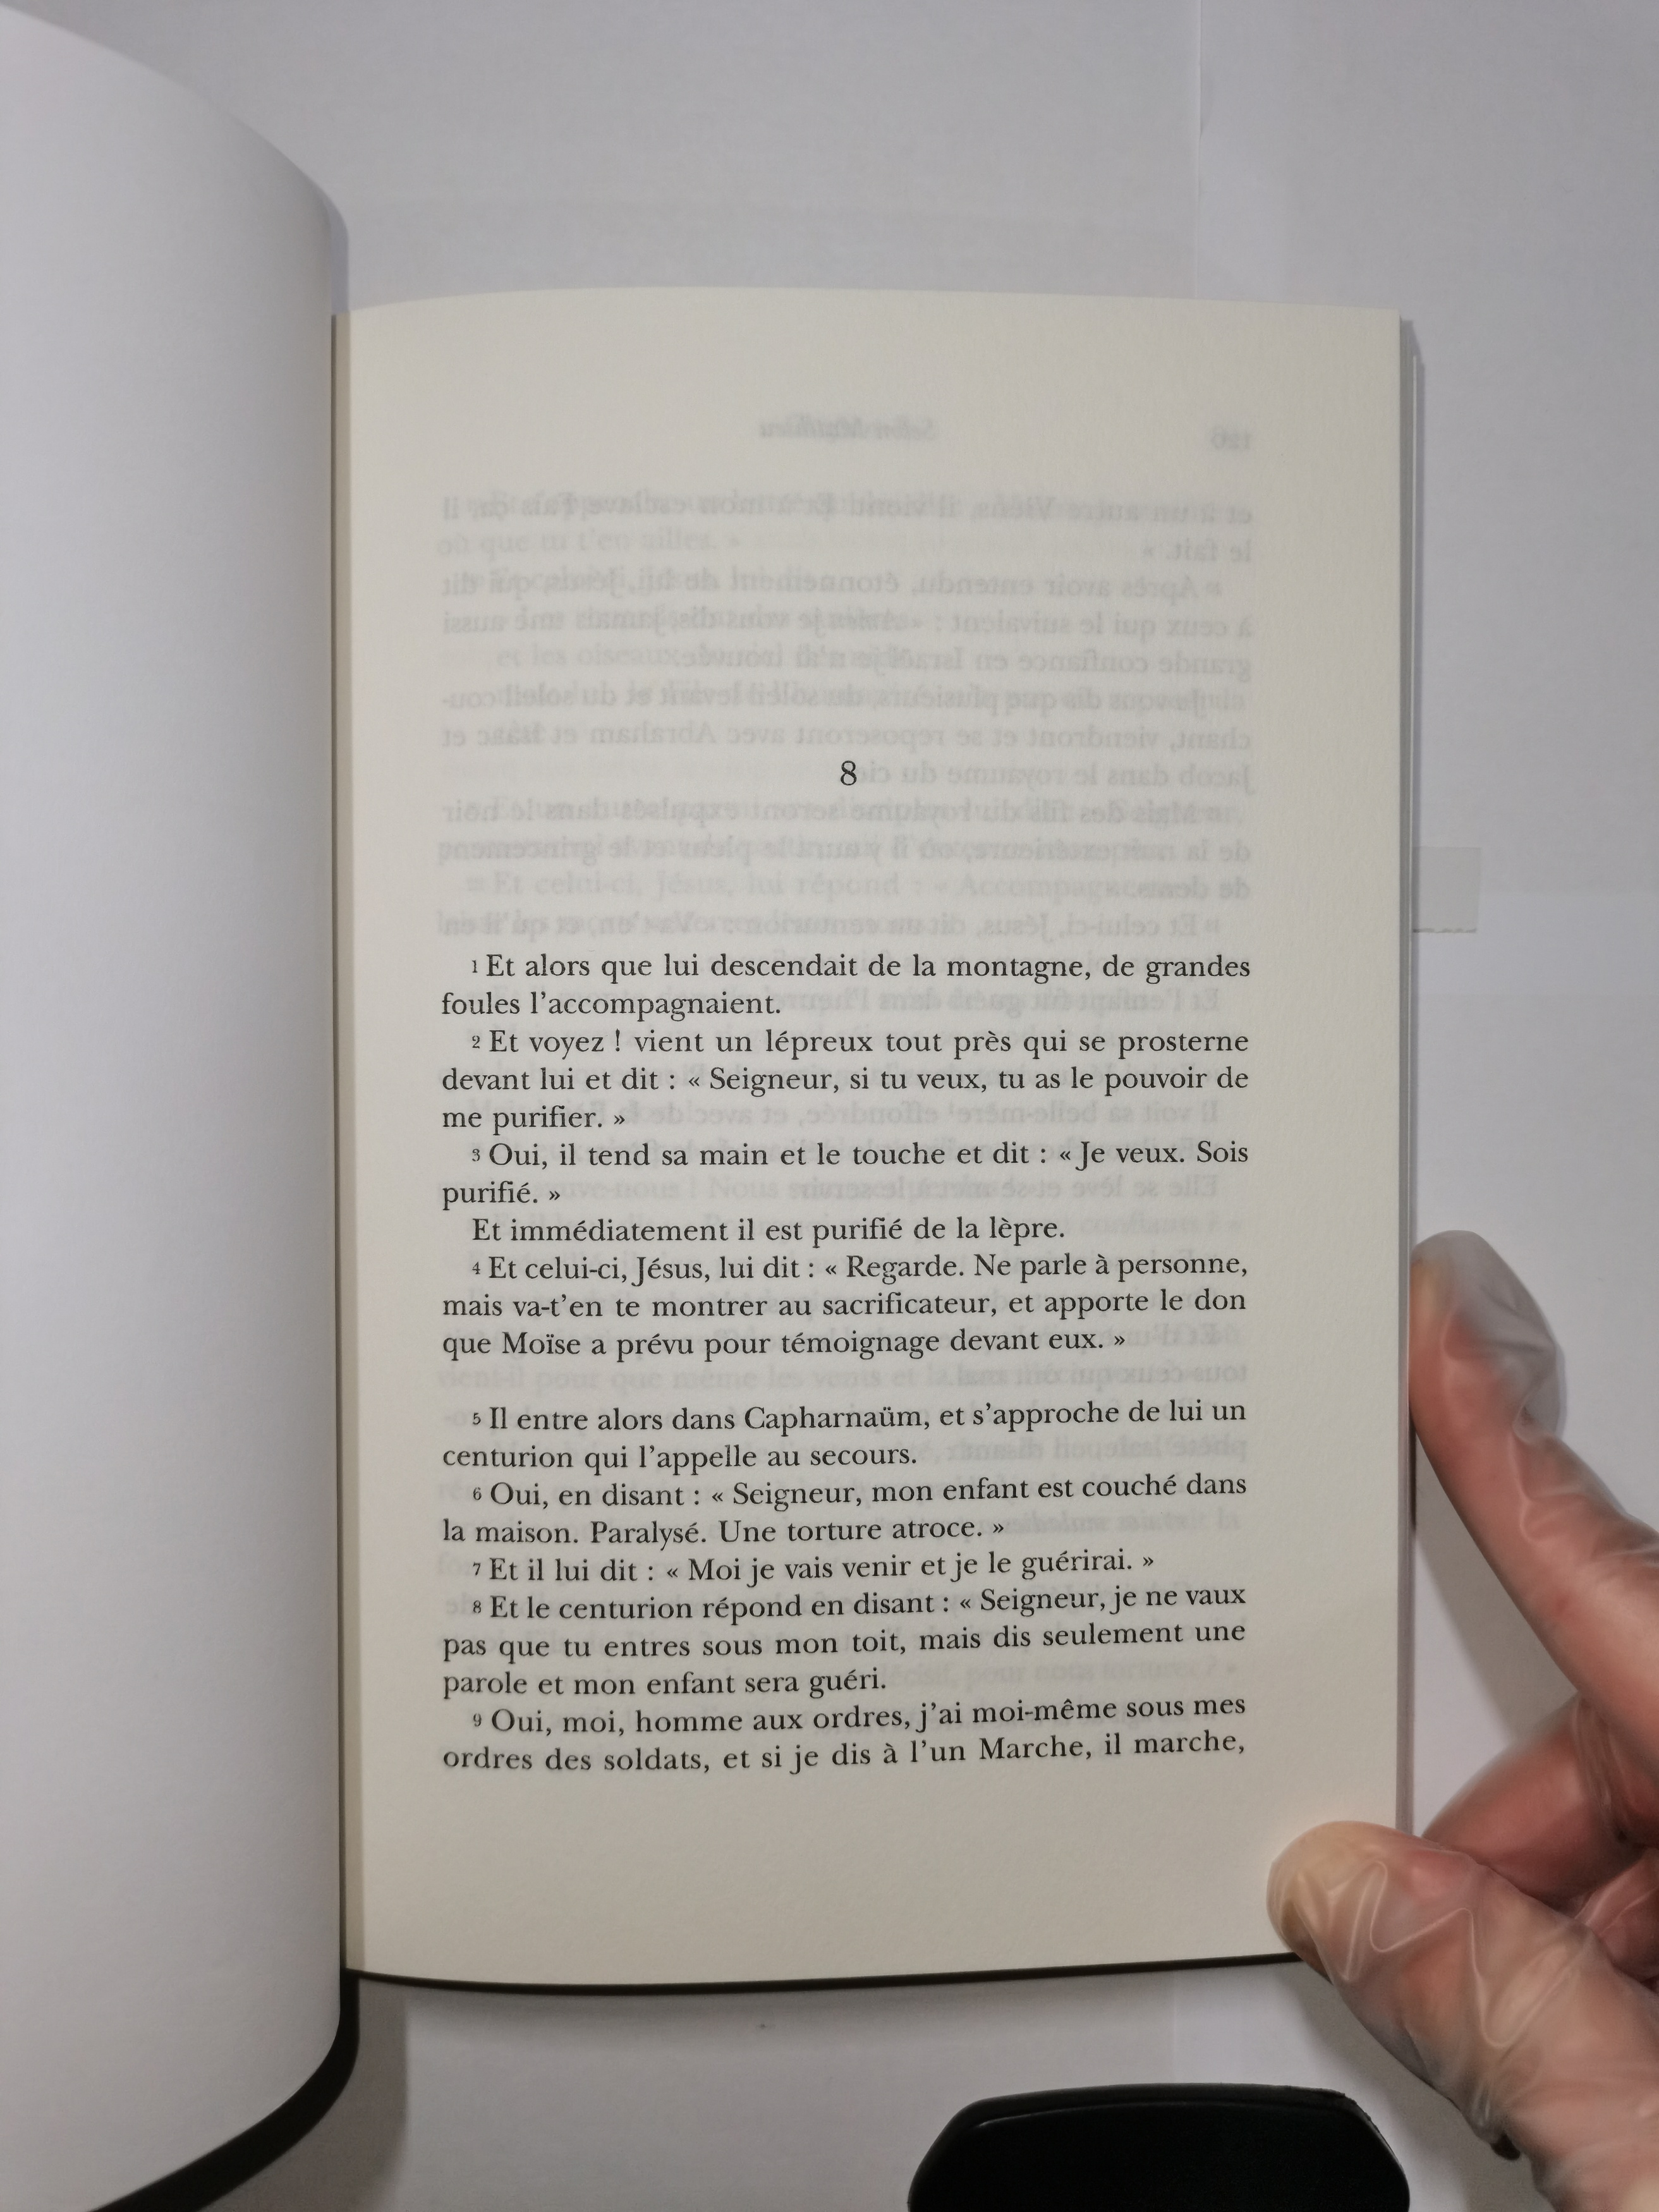 8
1 Et alors que lui descendait de la montagne, de grandes
foules l’accompagnaient.
2 Et voyez ! vient un lépreux tout près qui se prosterne
devant lui et dit : « Seigneur, si tu veux, tu as le pouvoir de
me purifier. »
3 Oui, il tend sa main et le touche et dit : « Je veux. Sois
purifié. »
Et immédiatement il est purifié de la lèpre.
4 Et celui-ci, Jésus, lui dit : « Regarde. Ne parle à personne,
mais va-t’en te montrer au sacrificateur, et apporte le don
que Moïse a prévu pour témoignage devant eux. »
5 Il entre alors dans Capharnaüm, et s’approche de lui un
centurion qui l’appelle au secours.
6 Oui, en disant : « Seigneur, mon enfant est couché dans
la maison. Paralysé. Une torture atroce. »
7 Et il lui dit : « Moi je vais venir et je le guérirai. »
8 Et le centurion répond en disant : « Seigneur, je ne vaux
pas que tu entres sous mon toit, mais dis seulement une
parole et mon enfant sera guéri.
9 Oui, moi, homme aux ordres, j’ai moi-même sous mes
ordres des soldats, et si je dis à l’un Marche, il marche,